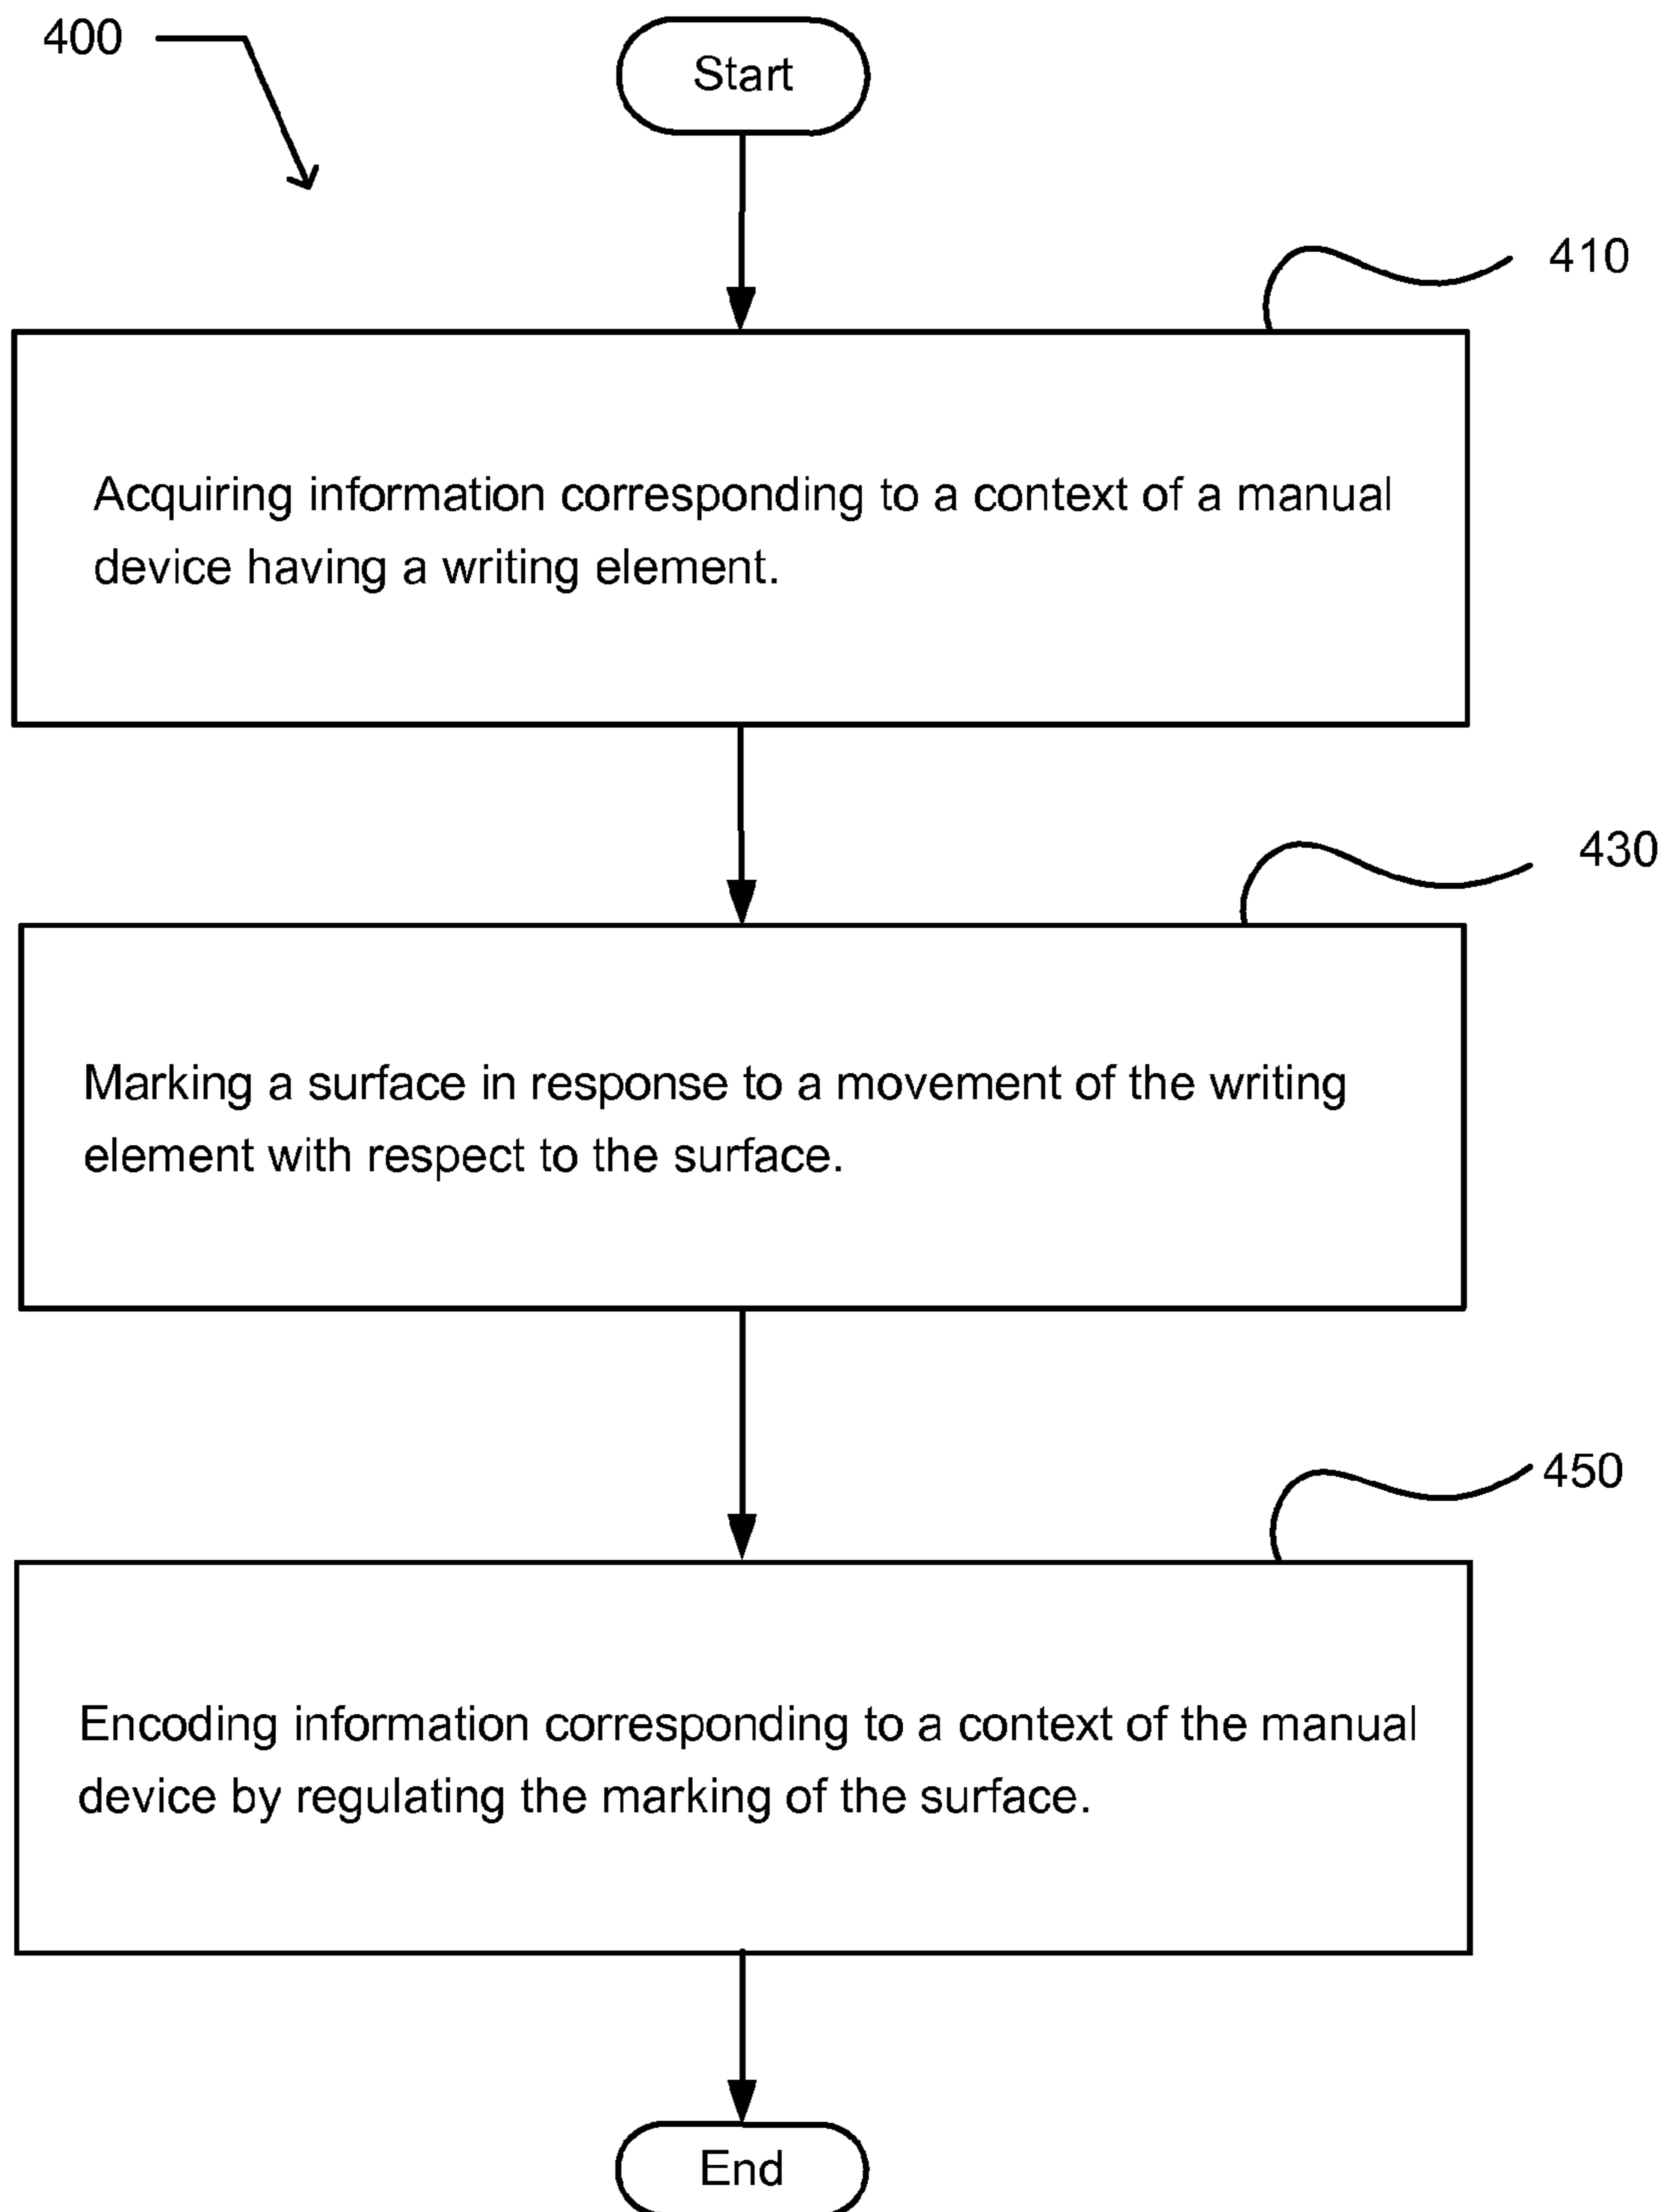 400
Start
410
Acquiring information corresponding to a context of a manual
device having a writing element.
430
Marking a surface in response to a movement of the writing
element with respect to the surface.
450
Encoding information corresponding to a context of the manual
device by regulating the marking of the surface.
End